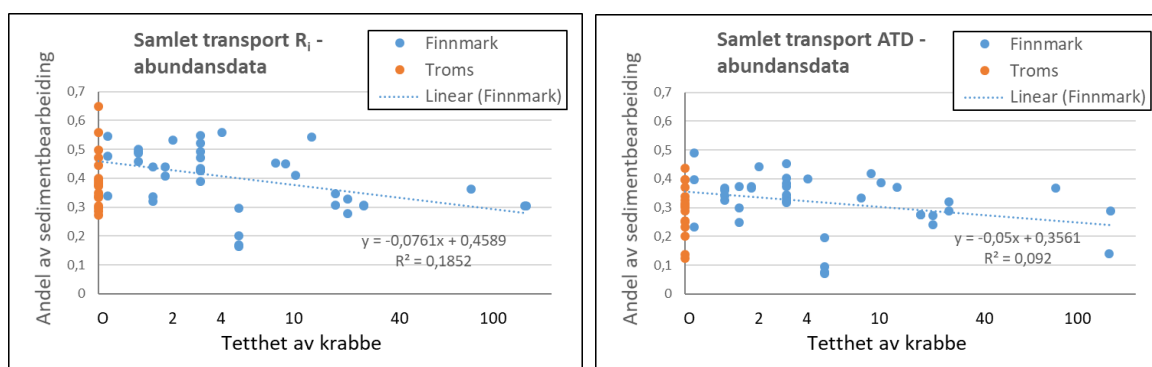 Samlet transport Rᵢ -
abundansdata
Finnmark
Troms
Linear (Finnmark)
Andel av sedimentbearbeiding
0,7
0,6
0,5
0,4
0,3
0,2
0,1
0
y = -0,0761x + 0,4589
R² = 0,1852
O 2 4 10 40 100
Tetthet av krabbe
Samlet transport ATD -
abundansdata
Finnmark
Troms
Linear (Finnmark)
Andel av sedimentbearbeiding
0,7
0,6
0,5
0,4
0,3
0,2
0,1
0
y = -0,05x + 0,3561
R² = 0,092
O 2 4 10 40 100
Tetthet av krabbe